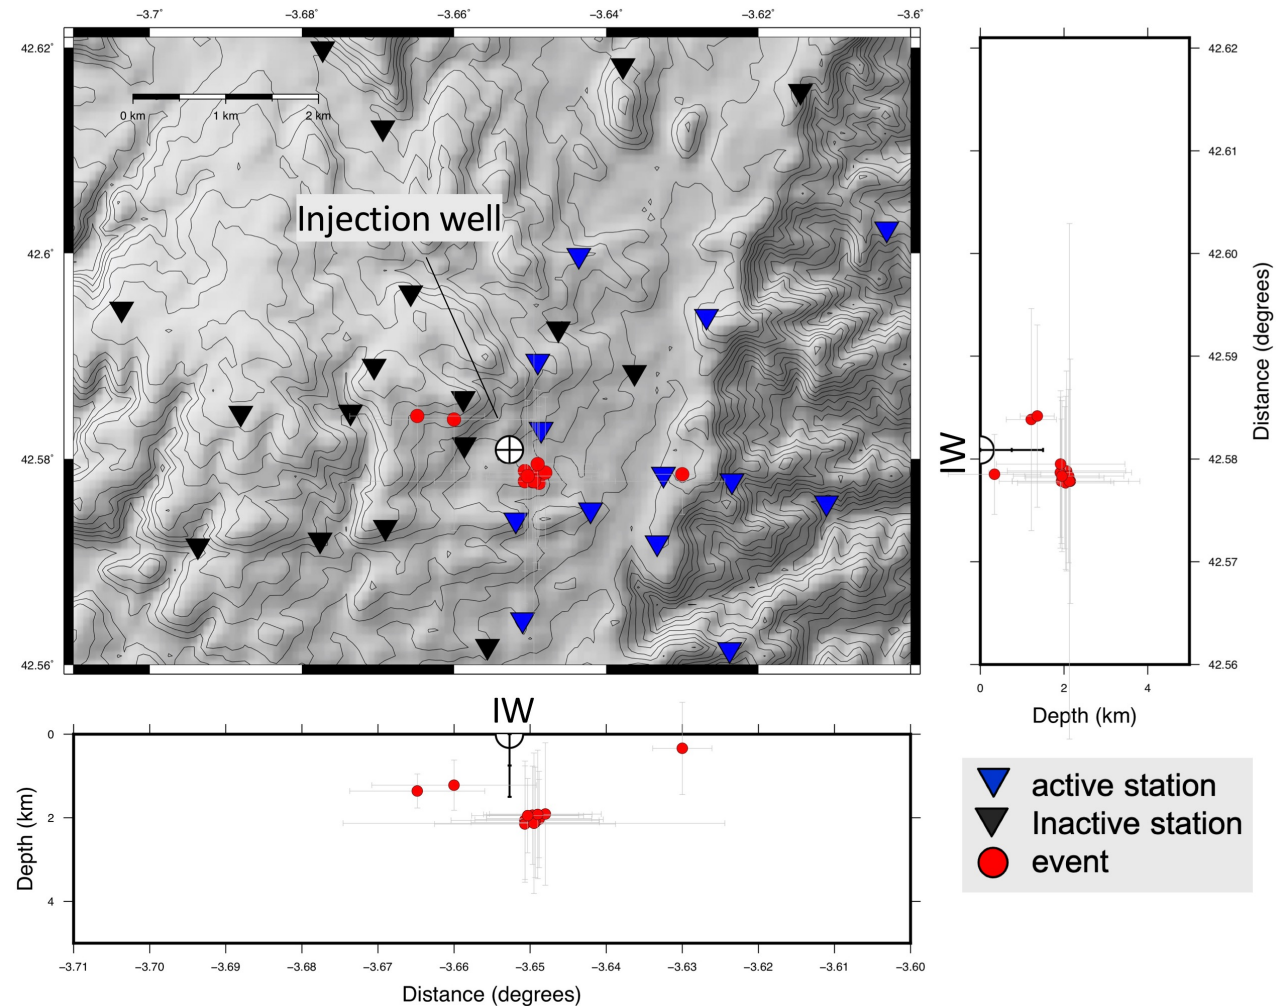 −3.7˚ −3.68˚ −3.66˚ −3.64˚ −3.62˚ −3.6˚
42.62˚
42.6˚
42.58˚
42.56˚
0 km 1 km 2 km
Injection well
42.62
42.61
42.60
42.59
42.58
42.57
42.56
Distance (degrees)
IW
0 2 4
Depth (km)
IW
0
2
4
Depth (km)
−3.71 −3.70 −3.69 −3.68 −3.67 −3.66 −3.65 −3.64 −3.63 −3.62 −3.61 −3.60
Distance (degrees)
active station
Inactive station
event